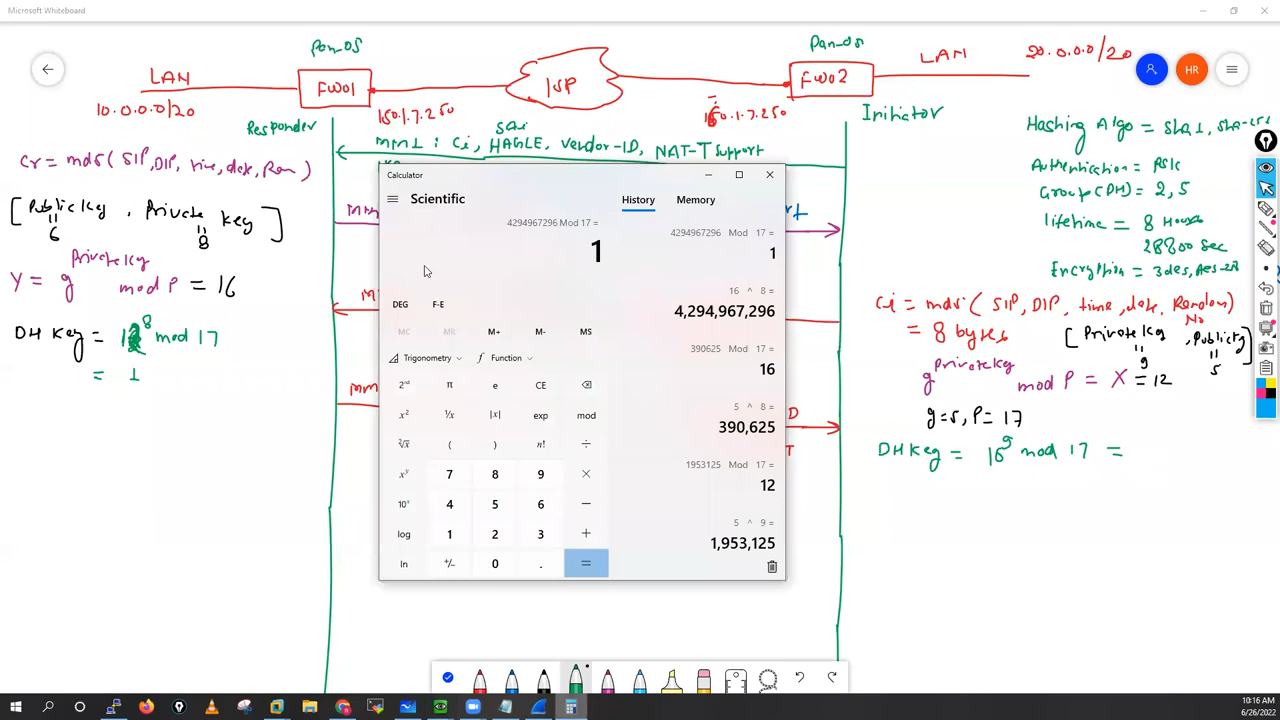 Microsoft Whiteboard
Pan-OS
Pan-OS
LAN
FW01
ISP
FW02
LAN
20.0.0.0/20
HR
10.0.0.0/20
150.1.7.250
.1.7.250
Responder
Initiator
SAi
MM1 : Ci, HAGLE, Vendor-ID, NAT-T Support
Hashing Algo = SHA1,
Authentication = PSK
Groups(DH) = 2, 5
lifetime = 8 Hours
28800 Sec
Encryption = 3des,
Cr = md5 ( SIP, DIP, time, date, Ran )
[ Public Key , Private Key ]
6
8
Private Key
Y = g mod P = 16
DH Key = 8 mod 17
= 1
Ci = md5 ( SIP, DIP, time, date, Random )
No
= 8 bytes
[ Private Key , Public Key ]
9
5
g Private Key mod P = X = 12
g=5, P= 17
DH Key = 16 9 mod 17 =
MM
MM
D
T
Calculator
Scientific
History
Memory
4294967296 Mod 17 =
1
4294967296 Mod 17 =
1
16 ^ 8 =
4,294,967,296
390625 Mod 17 =
16
5 ^ 8 =
390,625
1953125 Mod 17 =
12
5 ^ 9 =
1,953,125
DEG
F-E
MC MR M+ M- MS
Trigonometry
Function
2ⁿᵈ π e CE
x² ¹/x |x| exp mod
²√x ( ) n! ÷
xʸ 7 8 9 ×
10ˣ 4 5 6 −
log 1 2 3 +
ln +/- 0 . =
10:16 AM
6/26/2022